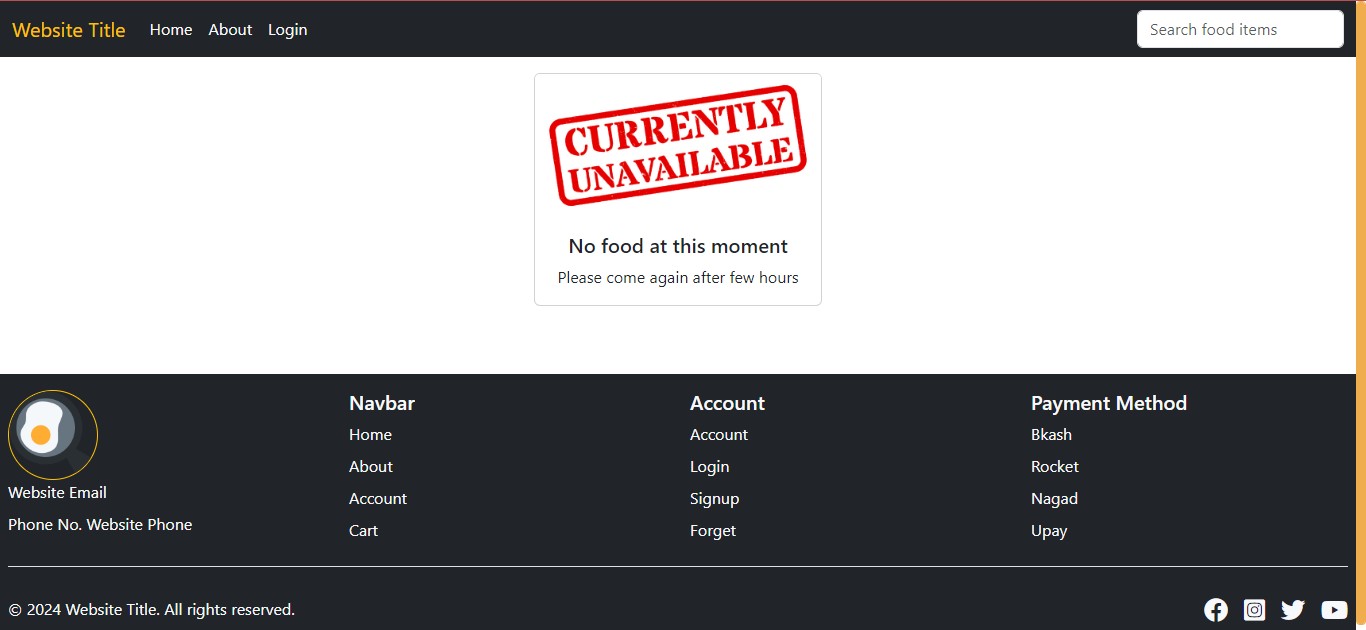 Website Title Home About Login Search food items
CURRENTLY
UNAVAILABLE
No food at this moment
Please come again after few hours
Website Email
Phone No. Website Phone
Navbar
Home
About
Account
Cart
Account
Account
Login
Signup
Forget
Payment Method
Bkash
Rocket
Nagad
Upay
© 2024 Website Title. All rights reserved.